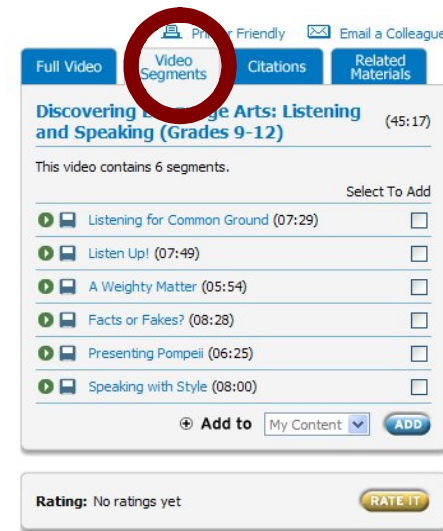 Friendly Email a Colleague
Full Video Video Segments Citations Related Materials
Discovering Arts: Listening
and Speaking (Grades 9-12) (45:17)
This video contains 6 segments.
Select To Add
Listening for Common Ground (07:29)
Listen Up! (07:49)
A Weighty Matter (05:54)
Facts or Fakes? (08:28)
Presenting Pompeii (06:25)
Speaking with Style (08:00)
Add to My Content ADD
Rating: No ratings yet RATE IT